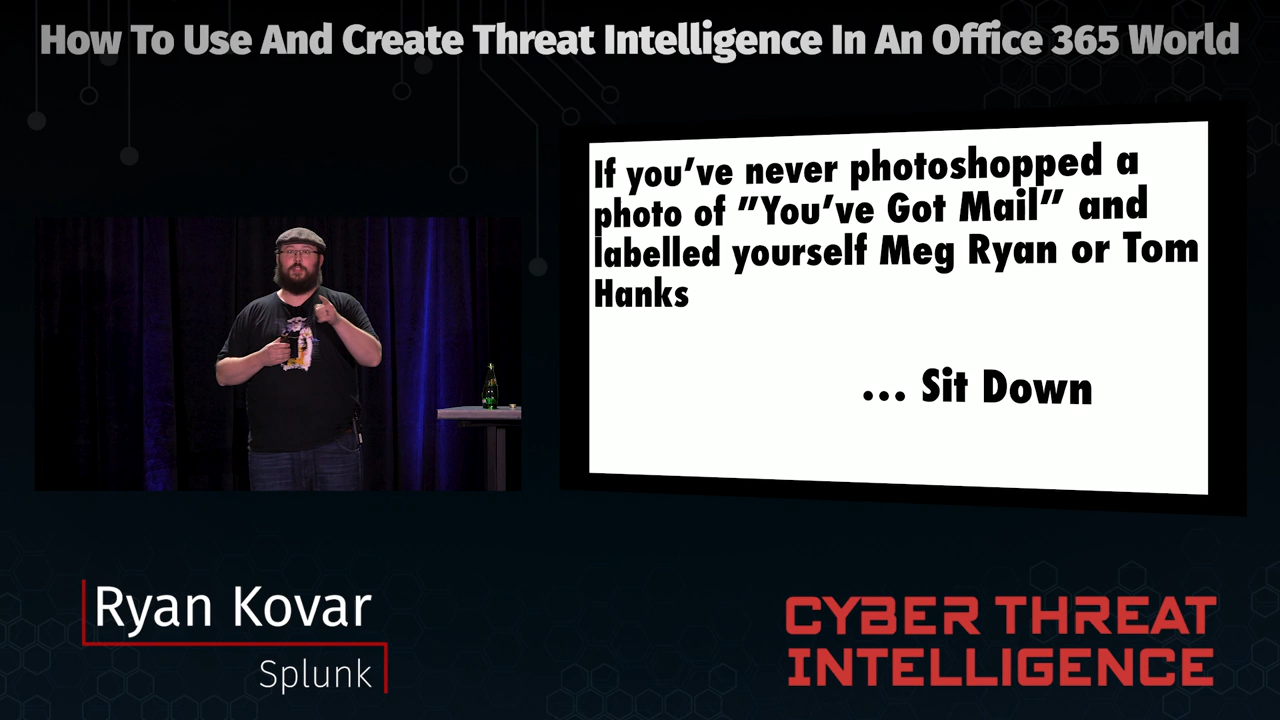 How To Use And Create Threat Intelligence In An Office 365 World
If you've never photoshopped a
photo of "You've Got Mail" and
labelled yourself Meg Ryan or Tom
Hanks
... Sit Down
Ryan Kovar
Splunk
CYBER THREAT
INTELLIGENCE